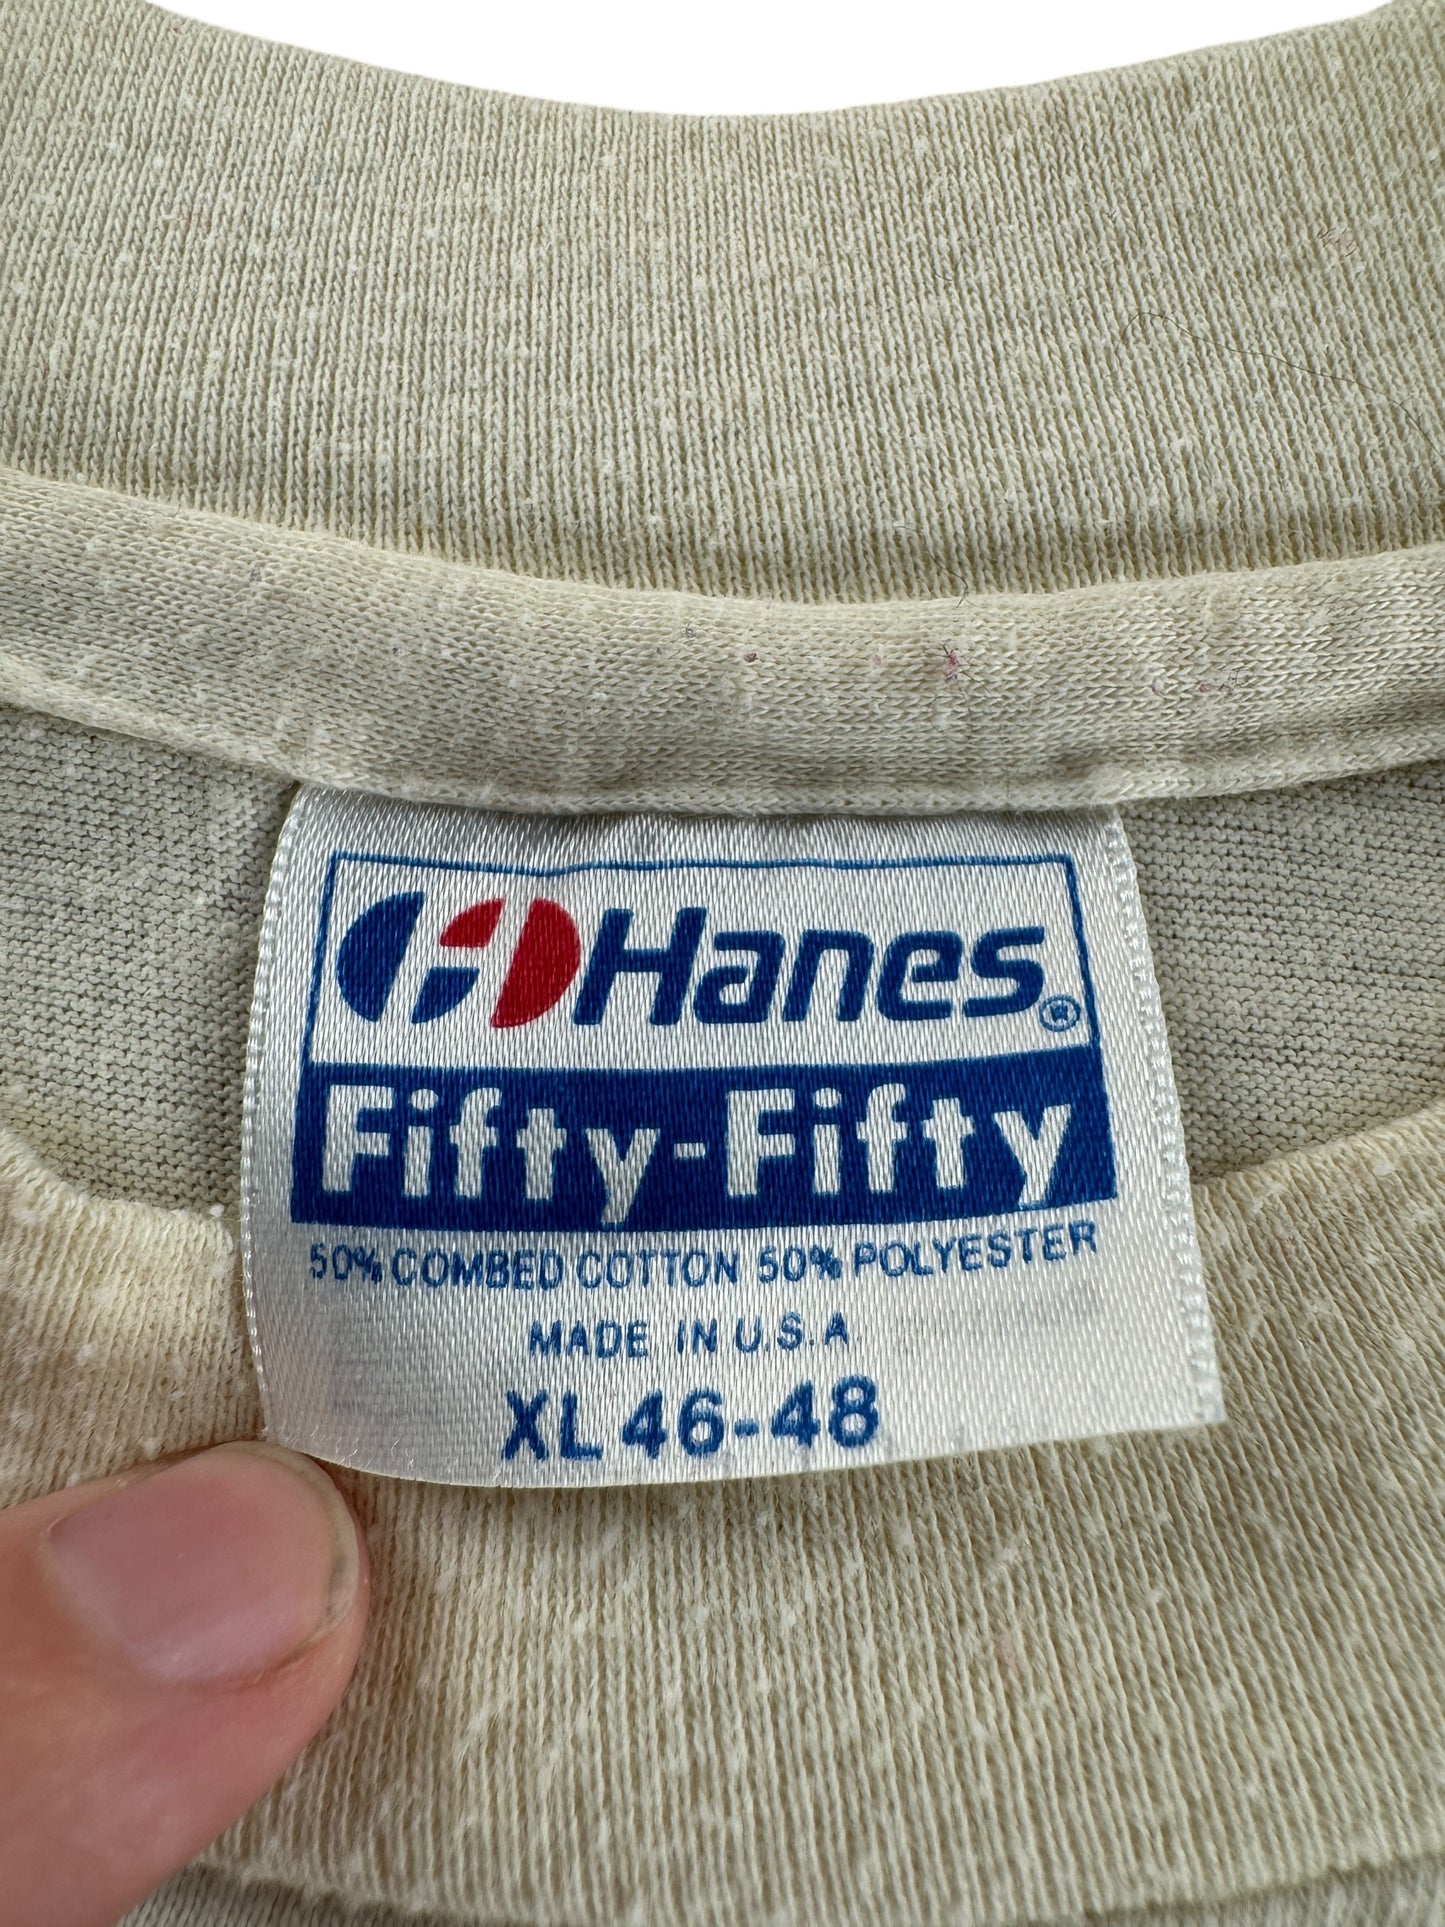 Hanes®
Fifty-Fifty
50% COMBED COTTON 50% POLYESTER
MADE IN U.S.A
XL 46-48